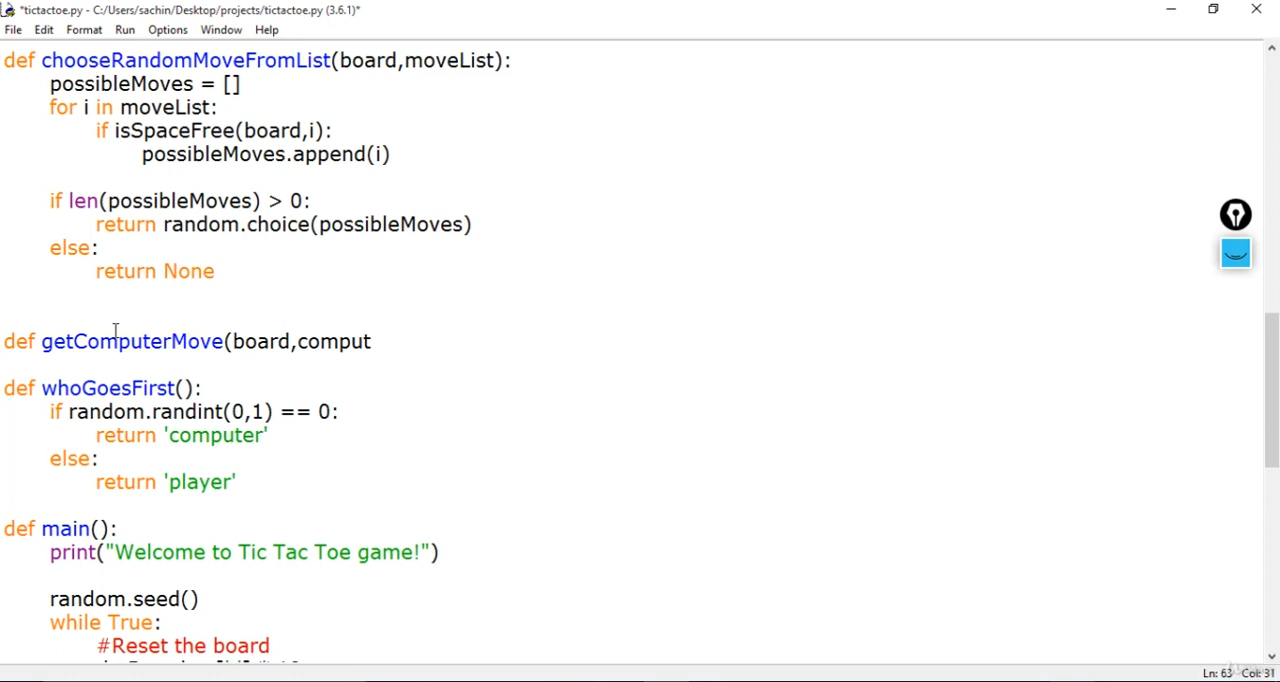 *tictactoe.py - C:/Users/sachin/Desktop/projects/tictactoe.py (3.6.1)*
File Edit Format Run Options Window Help
def chooseRandomMoveFromList(board,moveList):
possibleMoves = []
for i in moveList:
if isSpaceFree(board,i):
possibleMoves.append(i)
if len(possibleMoves) > 0:
return random.choice(possibleMoves)
else:
return None
def getComputerMove(board,comput
def whoGoesFirst():
if random.randint(0,1) == 0:
return 'computer'
else:
return 'player'
def main():
print("Welcome to Tic Tac Toe game!")
random.seed()
while True:
#Reset the board
Ln: 63 Col: 31